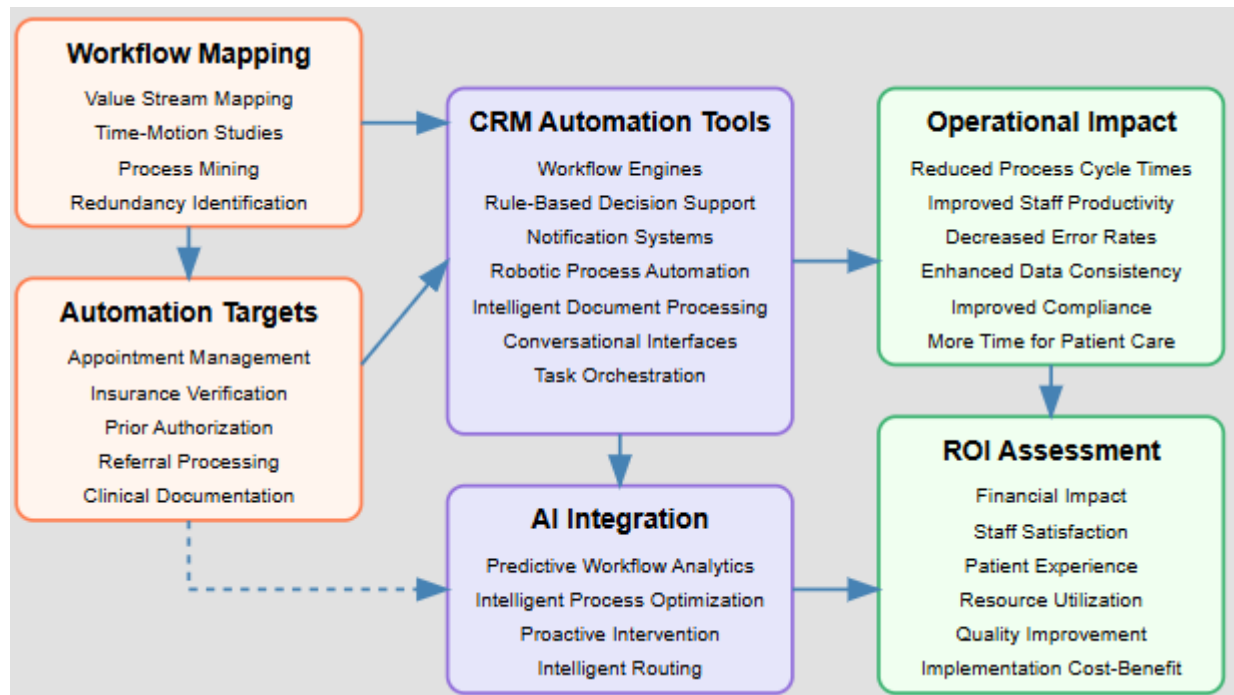 Workflow Mapping
Value Stream Mapping
Time-Motion Studies
Process Mining
Redundancy Identification
Automation Targets
Appointment Management
Insurance Verification
Prior Authorization
Referral Processing
Clinical Documentation
CRM Automation Tools
Workflow Engines
Rule-Based Decision Support
Notification Systems
Robotic Process Automation
Intelligent Document Processing
Conversational Interfaces
Task Orchestration
AI Integration
Predictive Workflow Analytics
Intelligent Process Optimization
Proactive Intervention
Intelligent Routing
Operational Impact
Reduced Process Cycle Times
Improved Staff Productivity
Decreased Error Rates
Enhanced Data Consistency
Improved Compliance
More Time for Patient Care
ROI Assessment
Financial Impact
Staff Satisfaction
Patient Experience
Resource Utilization
Quality Improvement
Implementation Cost-Benefit